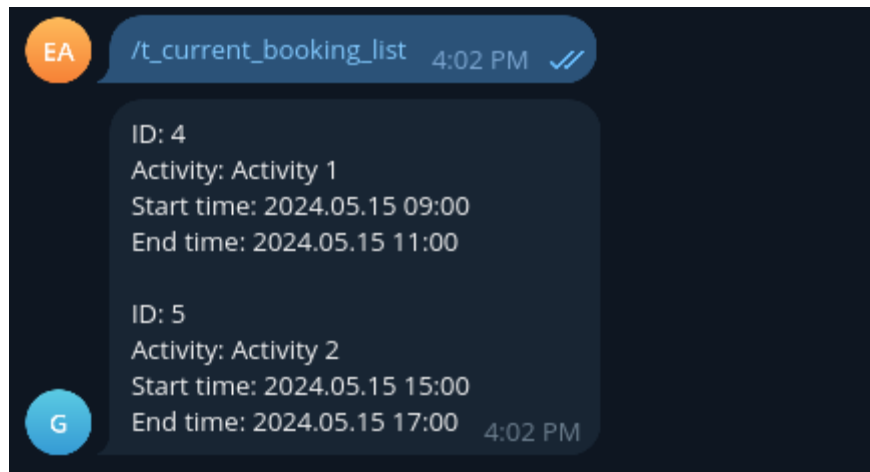 EA
/t_current_booking_list 4:02 PM
ID: 4
Activity: Activity 1
Start time: 2024.05.15 09:00
End time: 2024.05.15 11:00
ID: 5
Activity: Activity 2
Start time: 2024.05.15 15:00
End time: 2024.05.15 17:00 4:02 PM
G